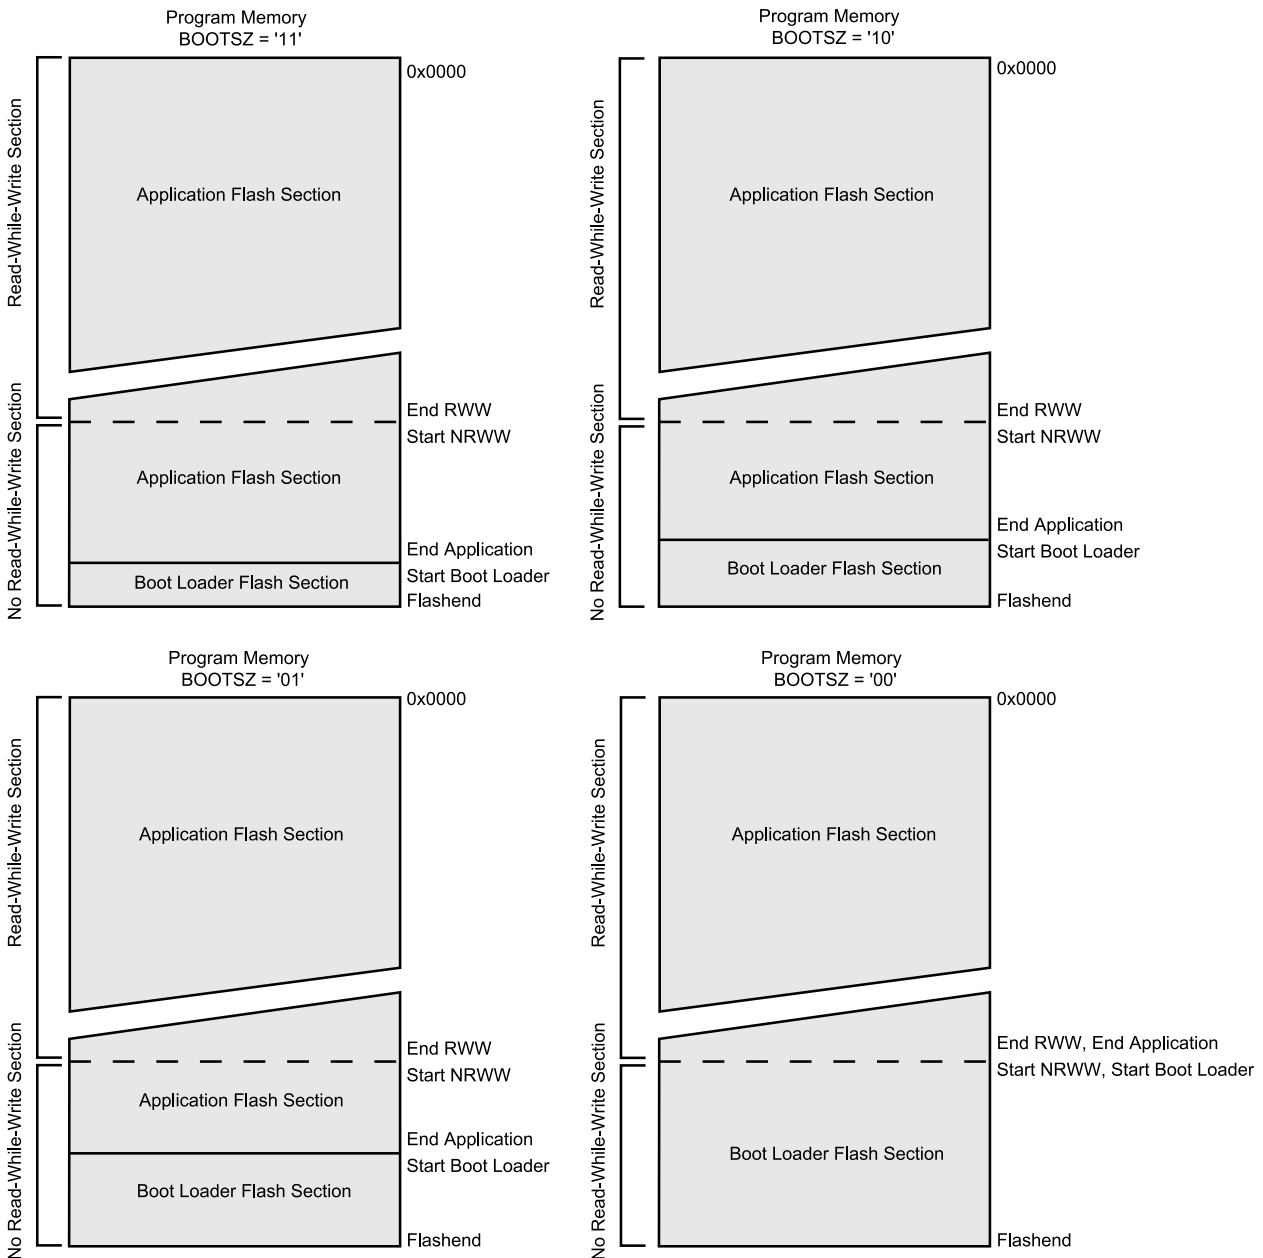 Program Memory
BOOTSZ = '11'
0x0000
Read-While-Write Section
Application Flash Section
No Read-While-Write Section
End RWW
Start NRWW
Application Flash Section
End Application
Start Boot Loader
Boot Loader Flash Section
Flashend
Program Memory
BOOTSZ = '10'
0x0000
Read-While-Write Section
Application Flash Section
No Read-While-Write Section
End RWW
Start NRWW
Application Flash Section
End Application
Start Boot Loader
Boot Loader Flash Section
Flashend
Program Memory
BOOTSZ = '01'
0x0000
Read-While-Write Section
Application Flash Section
No Read-While-Write Section
End RWW
Start NRWW
Application Flash Section
End Application
Start Boot Loader
Boot Loader Flash Section
Flashend
Program Memory
BOOTSZ = '00'
0x0000
Read-While-Write Section
Application Flash Section
No Read-While-Write Section
End RWW, End Application
Start NRWW, Start Boot Loader
Boot Loader Flash Section
Flashend